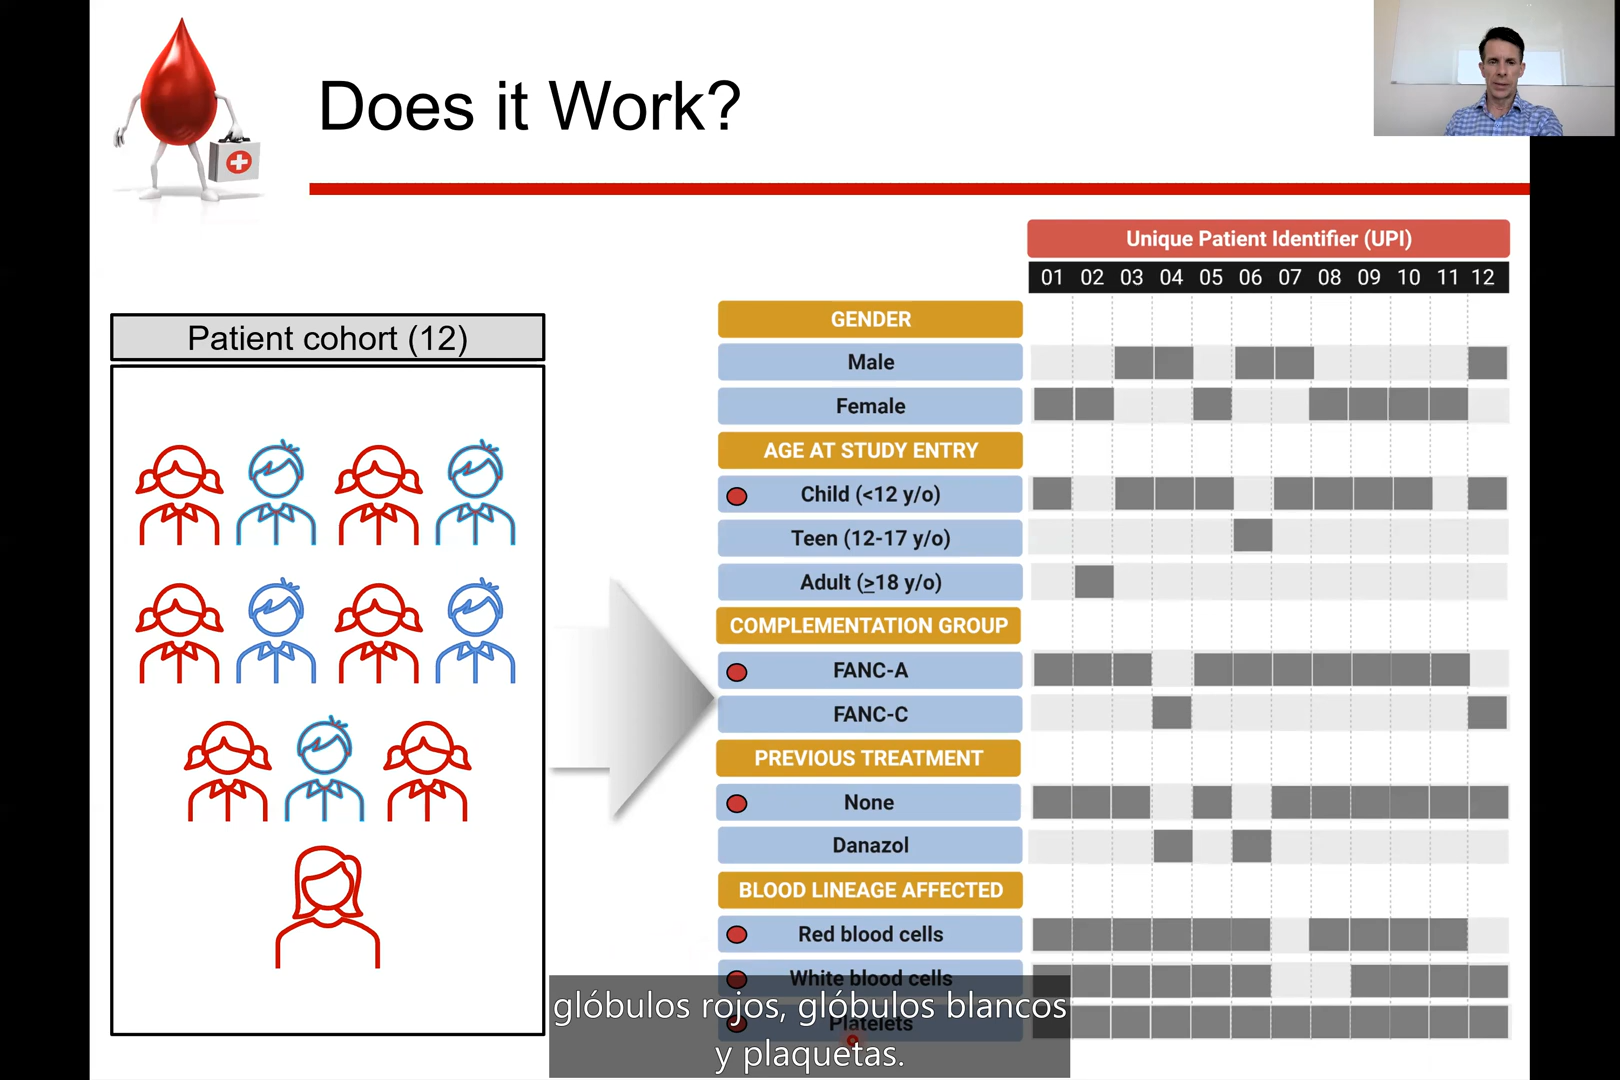 Does it Work?
Unique Patient Identifier (UPI)
01 02 03 04 05 06 07 08 09 10 11 12
Patient cohort (12)
GENDER
Male
Female
AGE AT STUDY ENTRY
Child (<12 y/o)
Teen (12-17 y/o)
Adult (≥18 y/o)
COMPLEMENTATION GROUP
FANC-A
FANC-C
PREVIOUS TREATMENT
None
Danazol
BLOOD LINEAGE AFFECTED
Red blood cells
White blood cells
Platelets
glóbulos rojos, glóbulos blancos
y plaquetas.